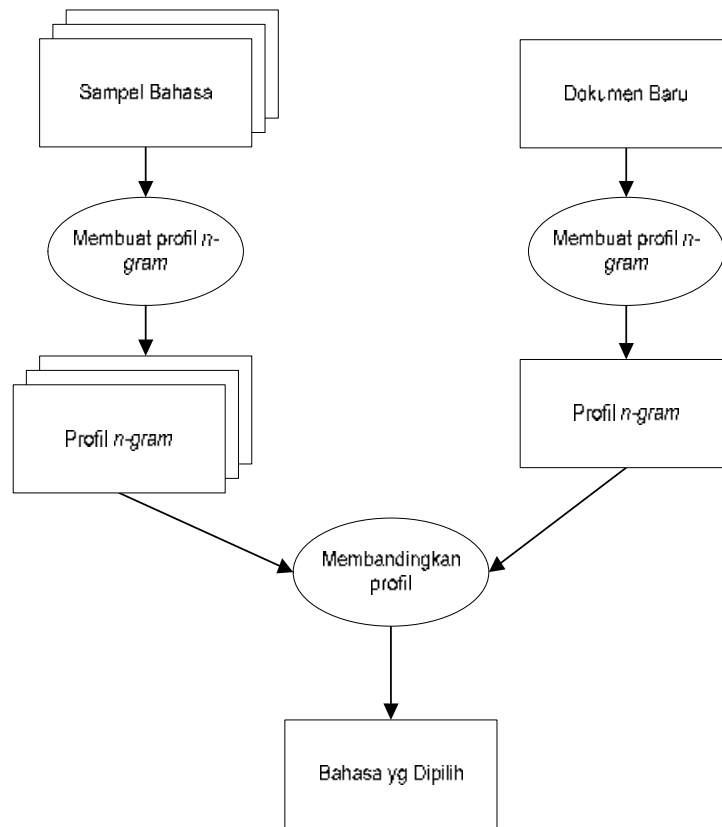 Sampel Bahasa
Dokumen Baru
Membuat profil n-
gram
Membuat profil n-
gram
Profil n-gram
Profil n-gram
Membandingkan
profil
Bahasa yg Dipilih